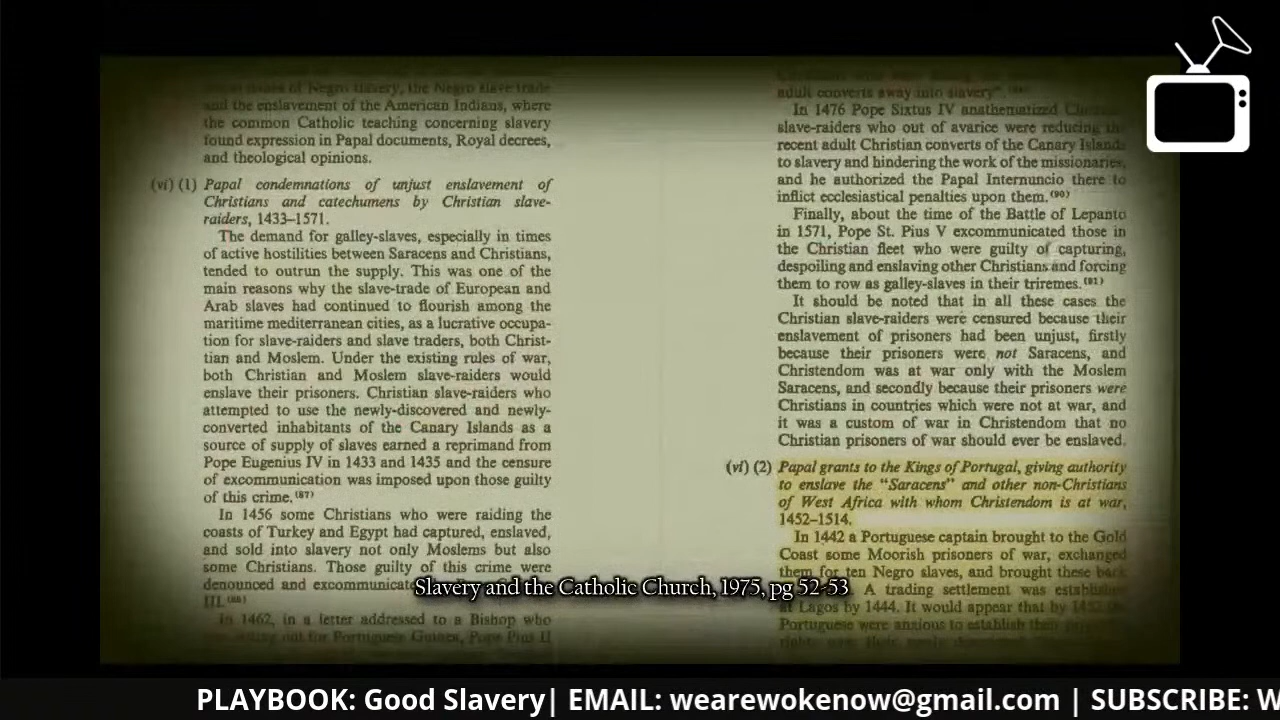 and the enslavement of the American Indians, where
the common Catholic teaching concerning slavery
found expression in Papal documents, Royal decrees,
and theological opinions.
(vi) (1) Papal condemnations of unjust enslavement of
Christians and catechumens by Christian slave-
raiders, 1433–1571.
The demand for galley-slaves, especially in times
of active hostilities between Saracens and Christians,
tended to outrun the supply. This was one of the
main reasons why the slave-trade of European and
Arab slaves had continued to flourish among the
maritime mediterranean cities, as a lucrative occupa-
tion for slave-raiders and slave traders, both Christ-
tian and Moslem. Under the existing rules of war,
both Christian and Moslem slave-raiders would
enslave their prisoners. Christian slave-raiders who
attempted to use the newly-discovered and newly-
converted inhabitants of the Canary Islands as a
source of supply of slaves earned a reprimand from
Pope Eugenius IV in 1433 and 1435 and the censure
of excommunication was imposed upon those guilty
of this crime.(87)
In 1456 some Christians who were raiding the
coasts of Turkey and Egypt had captured, enslaved,
and sold into slavery not only Moslems but also
some Christians. Those guilty of this crime were
denounced and excommunicat
III.
In 1462, in a letter addressed to a Bishop who
out for Portuguese Guinea, Pope Pius II
adult converts away into slavery".
In 1476 Pope Sixtus IV anathematized
slave-raiders who out of avarice were reducing the
recent adult Christian converts of the Canary Islands
to slavery and hindering the work of the missionaries,
and he authorized the Papal Internuncio there to
inflict ecclesiastical penalties upon them.(90)
Finally, about the time of the Battle of Lepanto
in 1571, Pope St. Pius V excommunicated those in
the Christian fleet who were guilty of capturing,
despoiling and enslaving other Christians and forcing
them to row as galley-slaves in their triremes.(91)
It should be noted that in all these cases the
Christian slave-raiders were censured because their
enslavement of prisoners had been unjust, firstly
because their prisoners were not Saracens, and
Christendom was at war only with the Moslem
Saracens, and secondly because their prisoners were
Christians in countries which were not at war, and
it was a custom of war in Christendom that no
Christian prisoners of war should ever be enslaved.
(vi) (2) Papal grants to the Kings of Portugal, giving authority
to enslave the "Saracens" and other non-Christians
of West Africa with whom Christendom is at war,
1452–1514.
In 1442 a Portuguese captain brought to the Gold
Coast some Moorish prisoners of war, exchanged
them for ten Negro slaves, and brought these back
A trading settlement was
at Lagos by 1444. It would appear that by
Portuguese were anxious to establish their
Slavery and the Catholic Church, 1975, pg 52-53
PLAYBOOK: Good Slavery| EMAIL: wearewokenow@gmail.com | SUBSCRIBE: W